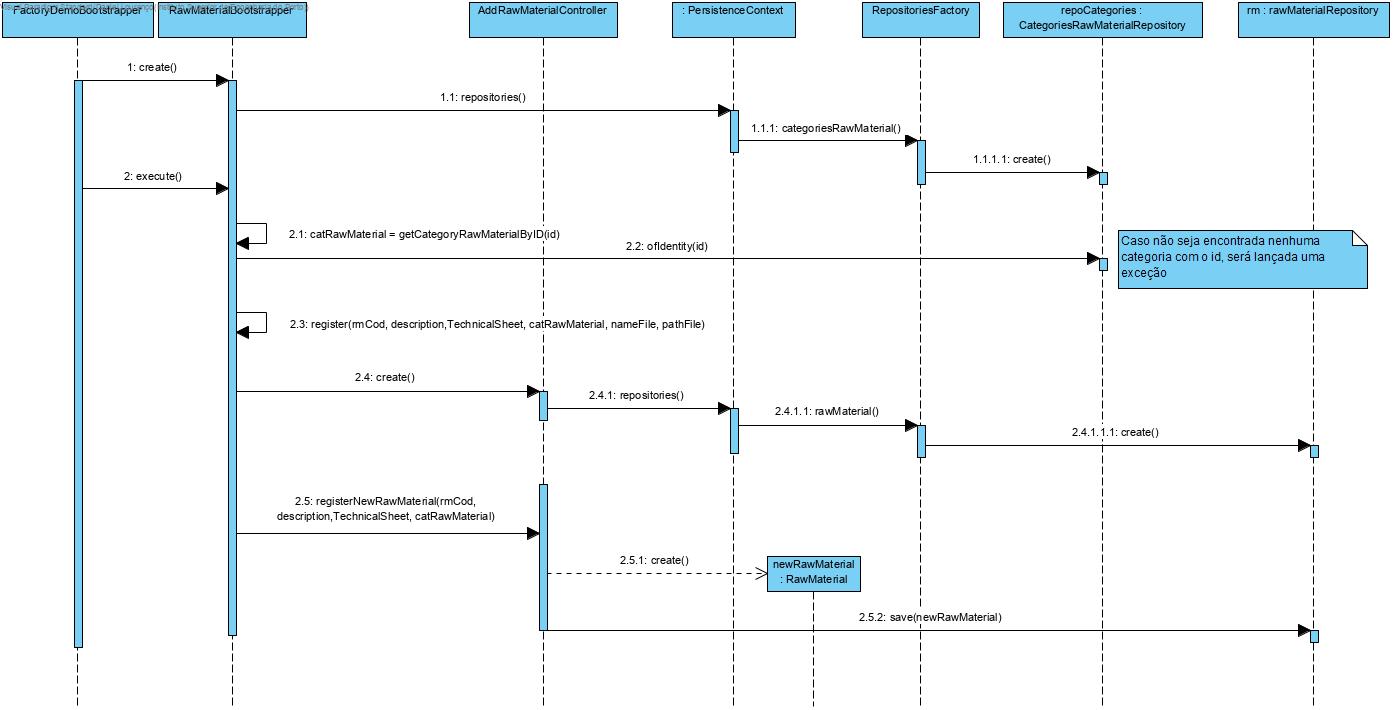 FactoryDemoBootstrapper
RawMaterialBootstrapper
AddRawMaterialController
: PersistenceContext
RepositoriesFactory
repoCategories :
CategoriesRawMaterialRepository
rm : rawMaterialRepository
1: create()
1.1: repositories()
1.1.1: categoriesRawMaterial()
1.1.1.1: create()
2: execute()
2.1: catRawMaterial = getCategoryRawMaterialByID(id)
2.2: ofIdentity(id)
Caso não seja encontrada nenhuma
categoria com o id, será lançada uma
exceção
2.3: register(rmCod, description,TechnicalSheet, catRawMaterial, nameFile, pathFile)
2.4: create()
2.4.1: repositories()
2.4.1.1: rawMaterial()
2.4.1.1.1: create()
2.5: registerNewRawMaterial(rmCod,
description,TechnicalSheet, catRawMaterial)
2.5.1: create()
newRawMaterial
: RawMaterial
2.5.2: save(newRawMaterial)